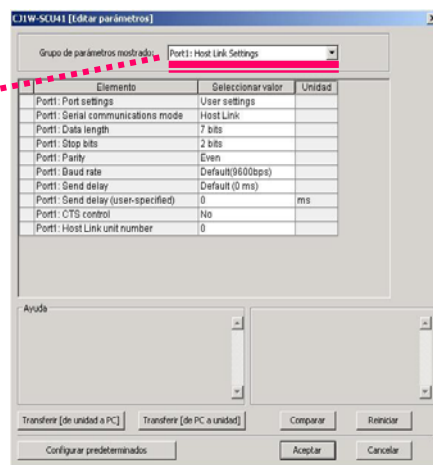 CJ1W-SCU41 [Editar parámetros]
Grupo de parámetros mostrado: Port1: Host Link Settings
Elemento Seleccionar valor Unidad
Port1: Port settings User settings
Port1: Serial communications mode Host Link
Port1: Data length 7 bits
Port1: Stop bits 2 bits
Port1: Parity Even
Port1: Baud rate Default(9600bps)
Port1: Send delay Default (0 ms)
Port1: Send delay (user-specified) 0 ms
Port1: CTS control No
Port1: Host Link unit number 0
Ayuda
Transferir [de unidad a PC] Transferir [de PC a unidad] Comparar Reiniciar
Configurar predeterminados Aceptar Cancelar